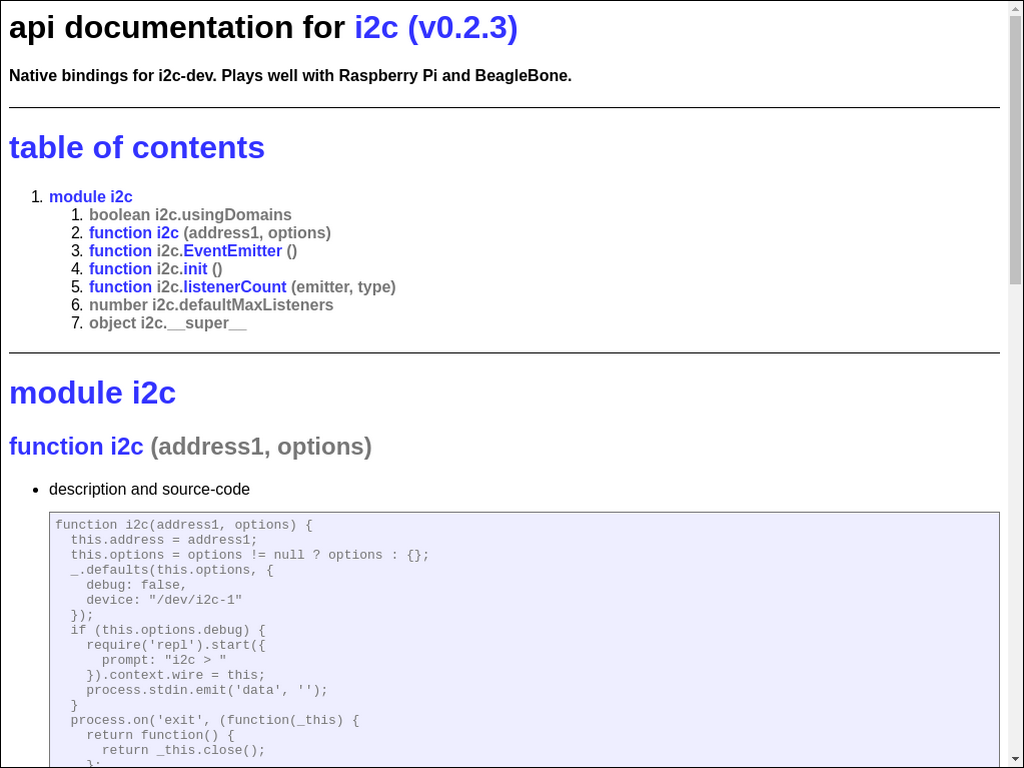 api documentation for i2c (v0.2.3)
Native bindings for i2c-dev. Plays well with Raspberry Pi and BeagleBone.
table of contents
1. module i2c
1. boolean i2c.usingDomains
2. function i2c (address1, options)
3. function i2c.EventEmitter ()
4. function i2c.init ()
5. function i2c.listenerCount (emitter, type)
6. number i2c.defaultMaxListeners
7. object i2c.__super__
module i2c
function i2c (address1, options)
• description and source-code
function i2c(address1, options) {
  this.address = address1;
  this.options = options != null ? options : {};
  _.defaults(this.options, {
    debug: false,
    device: "/dev/i2c-1"
  });
  if (this.options.debug) {
    require('repl').start({
      prompt: "i2c > "
    }).context.wire = this;
    process.stdin.emit('data', '');
  }
  process.on('exit', (function(_this) {
    return function() {
      return _this.close();
    };